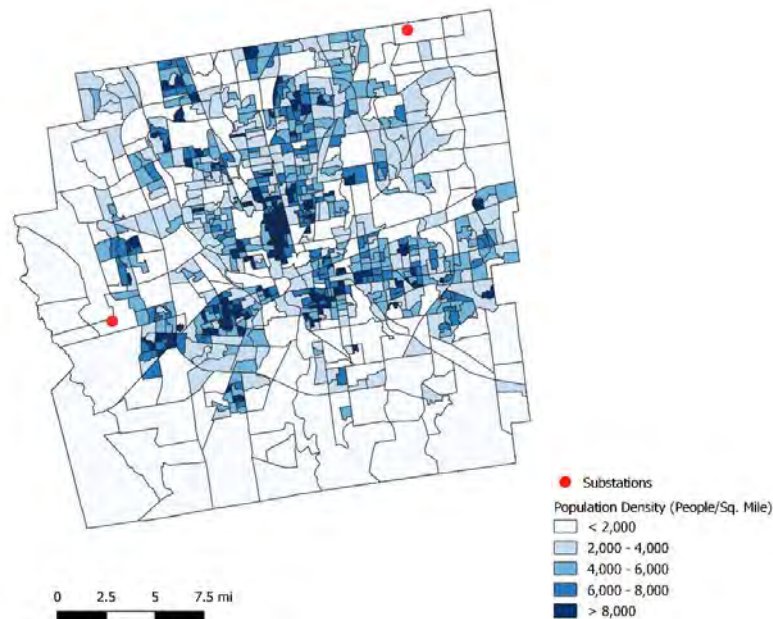 Substations
Population Density (People/Sq. Mile)
< 2,000
2,000 - 4,000
4,000 - 6,000
6,000 - 8,000
> 8,000
0 2.5 5 7.5 mi